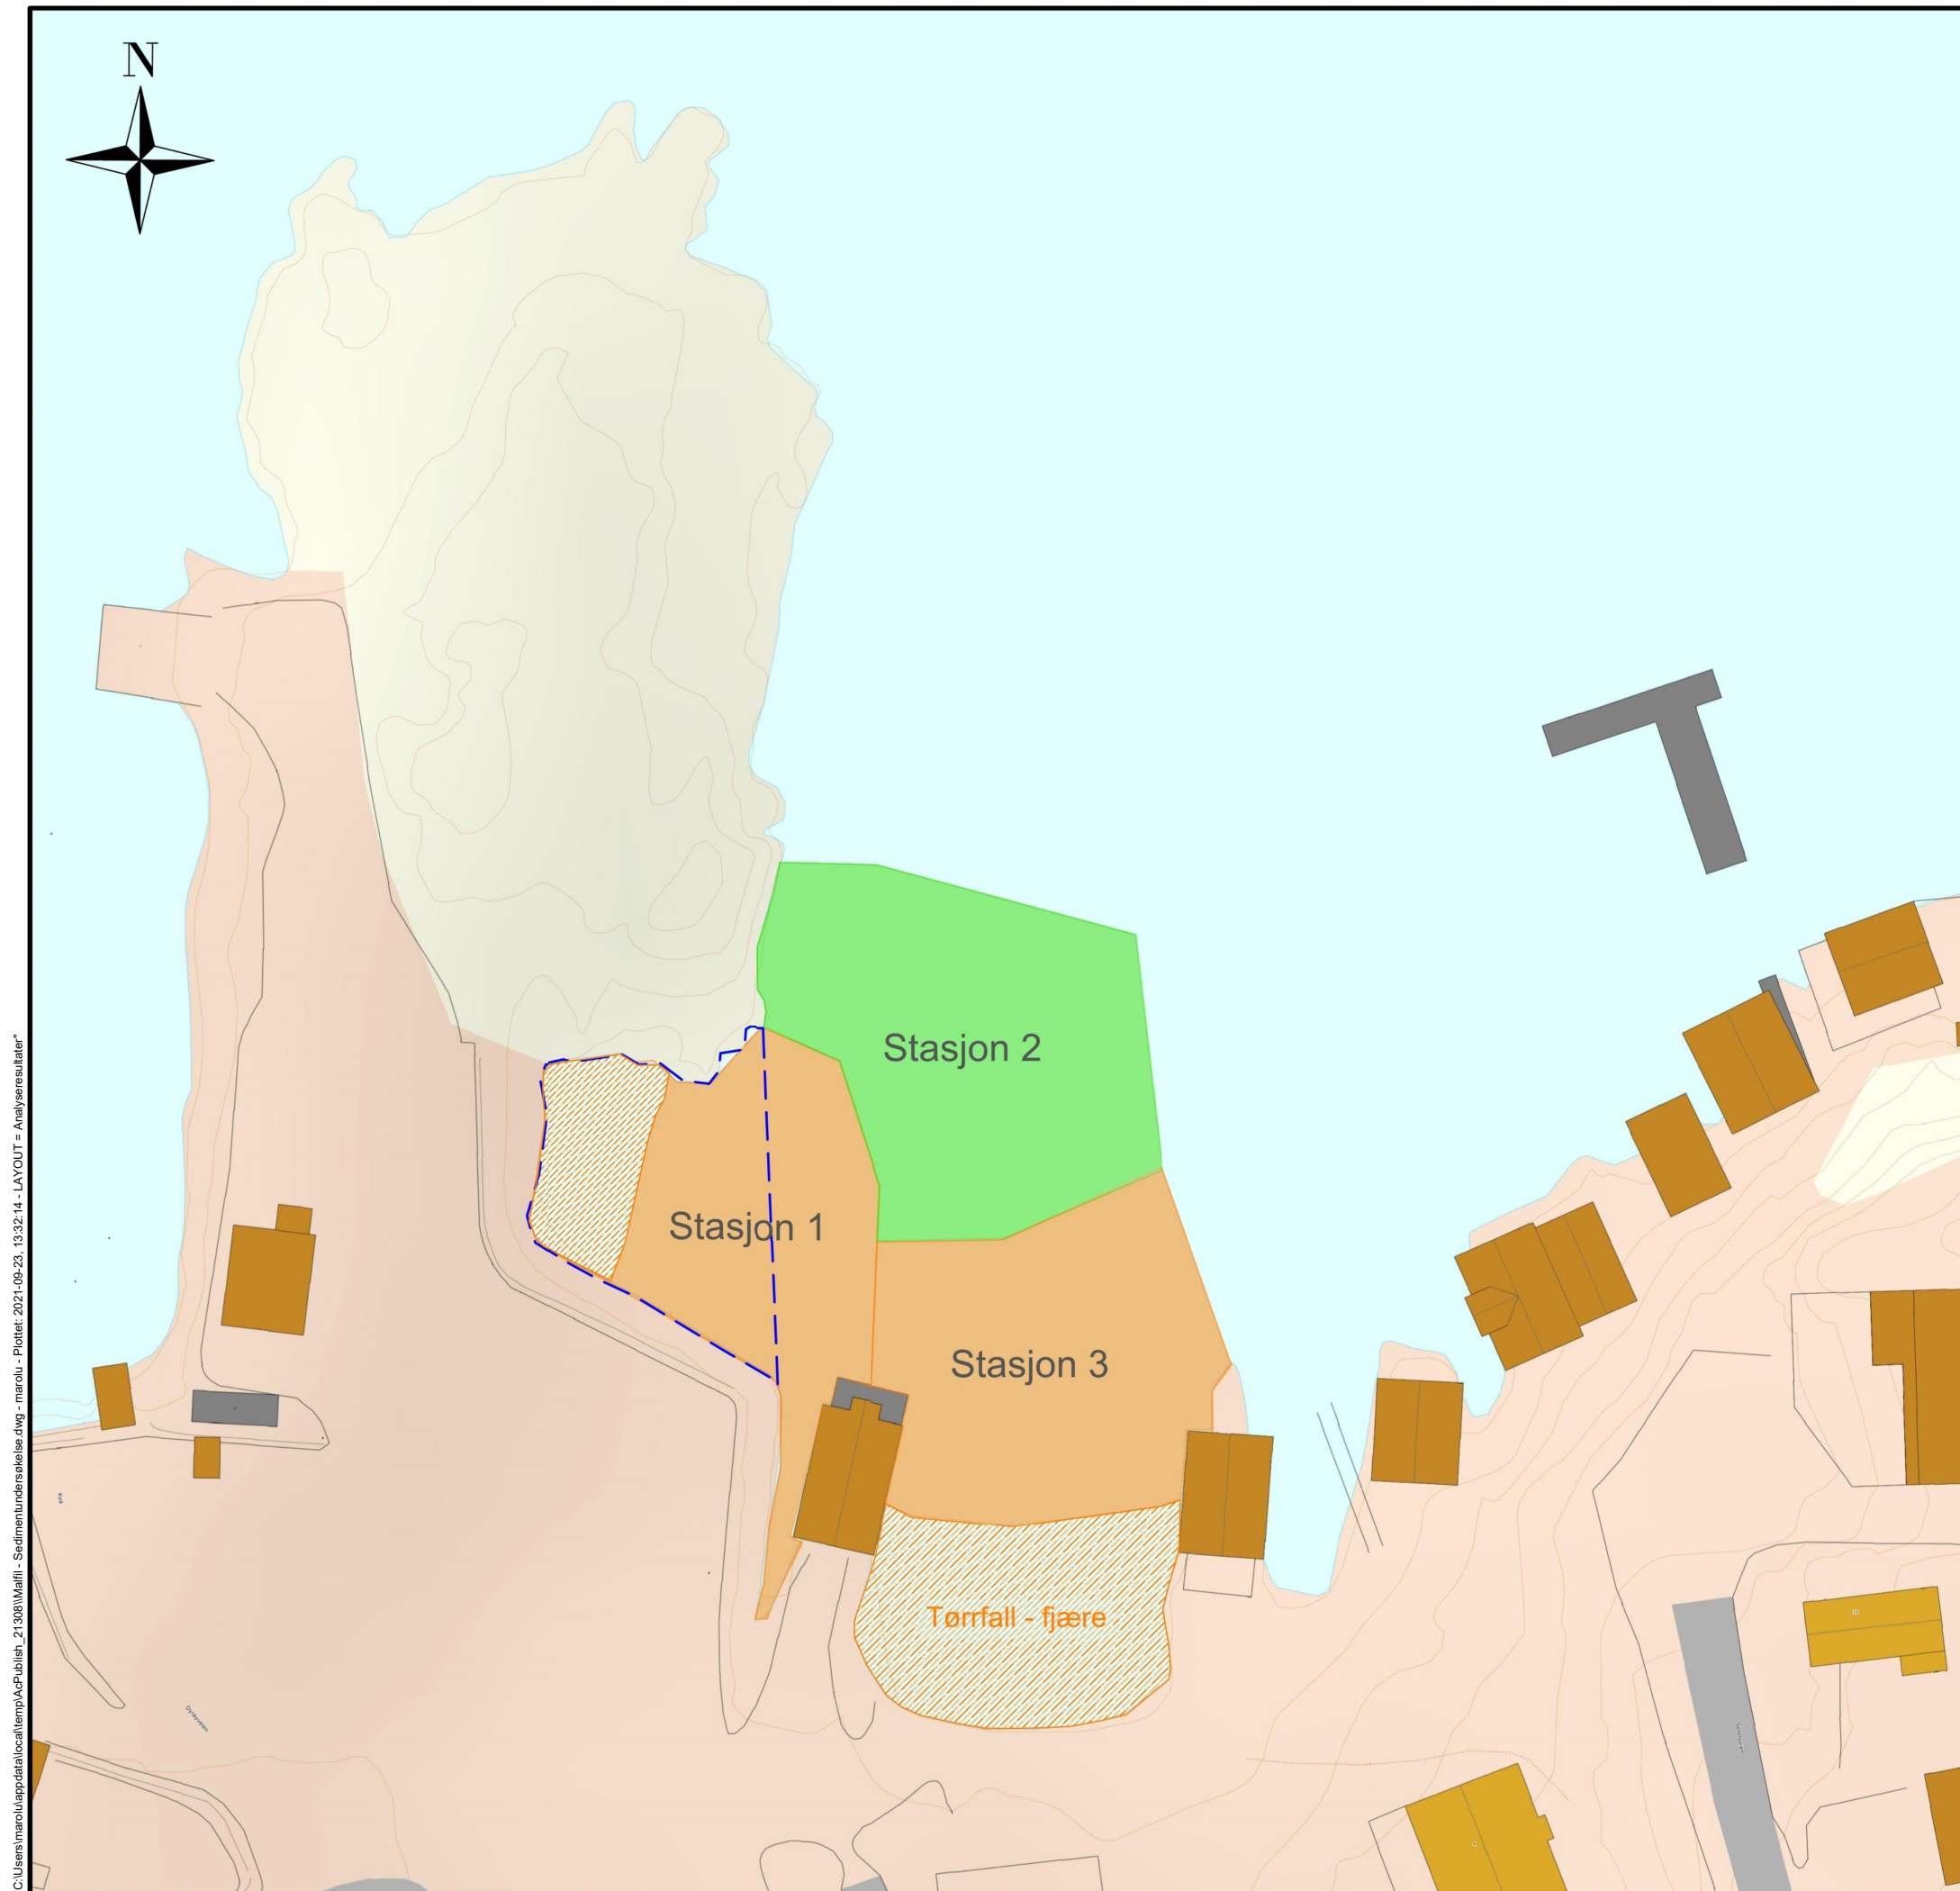 N
Stasjon 2
Stasjon 1
Stasjon 3
Tørrfall - fjære
C:\Users\marolu\appdata\local\temp\AcPublish_21308\Malfil - Sedimentundersøkelse.dwg - marolu - Plottet: 2021-09-23, 13:32:14 - LAYOUT = Analyseresultater"